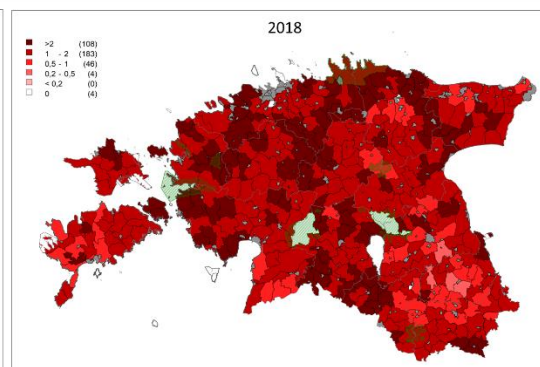 2018
>2 (108)
1 - 2 (183)
0,5 - 1 (46)
0,2 - 0,5 (4)
< 0,2 (0)
0 (4)